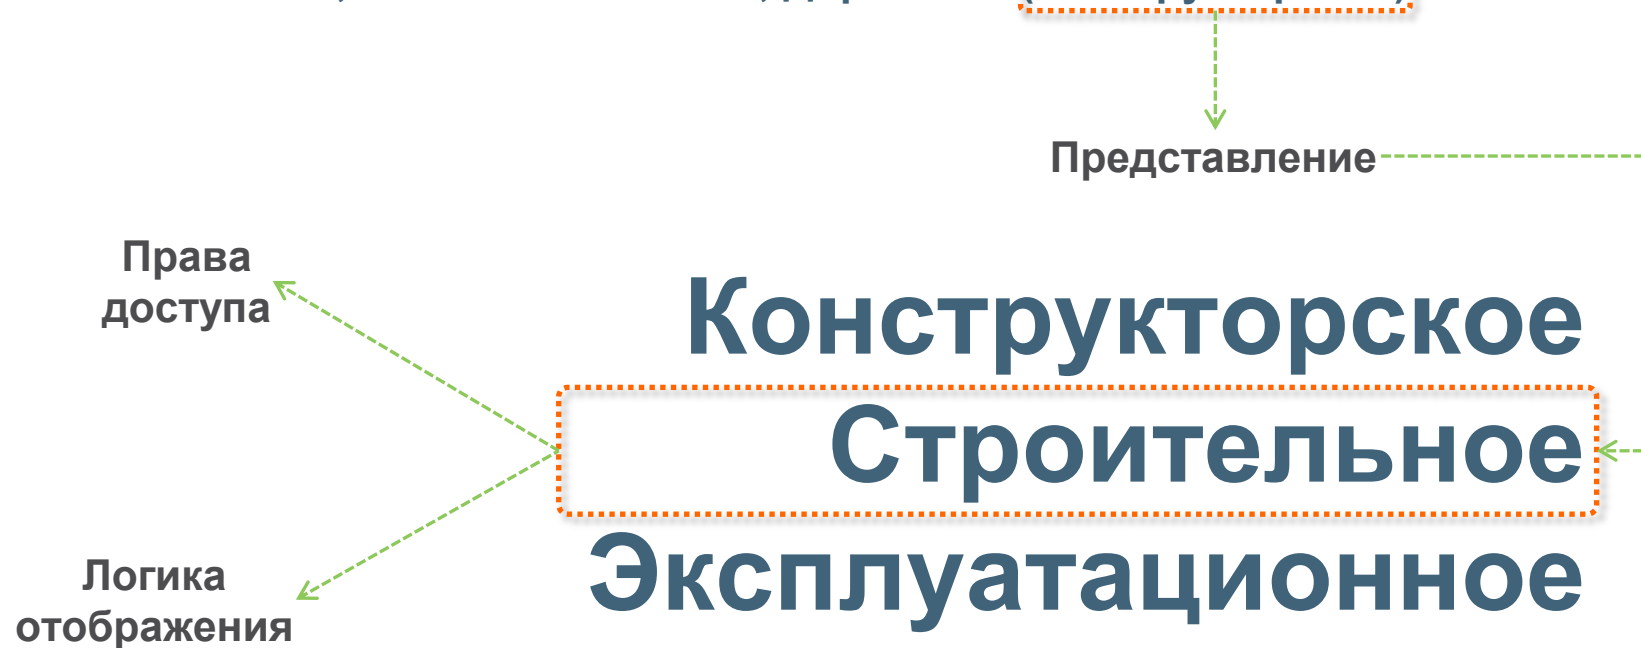 Представление
Права
доступа
Конструкторское
Строительное
Эксплуатационное
Логика
отображения